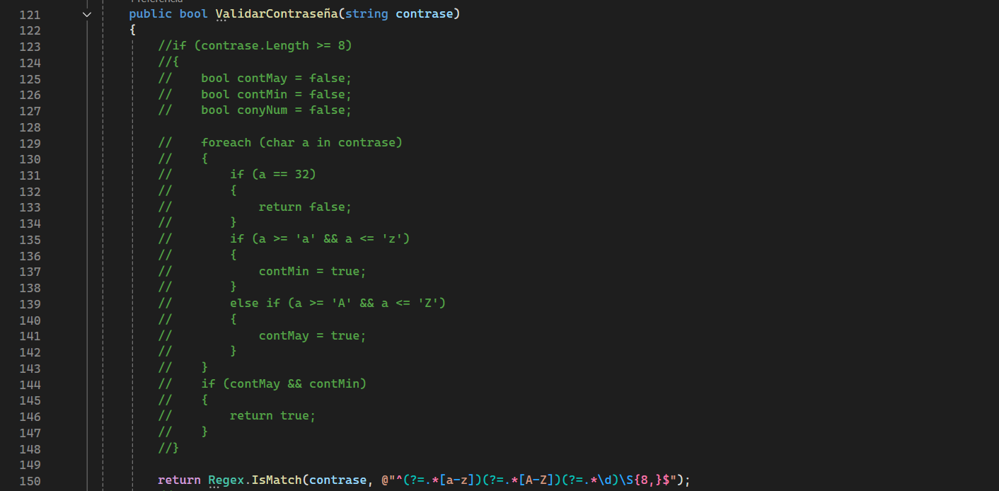 1 referencia
121 public bool ValidarContraseña(string contrase)
122 {
123 //if (contrase.Length >= 8)
124 //{
125 //    bool contMay = false;
126 //    bool contMin = false;
127 //    bool conyNum = false;
128
129 //    foreach (char a in contrase)
130 //    {
131 //        if (a == 32)
132 //        {
133 //            return false;
134 //        }
135 //        if (a >= 'a' && a <= 'z')
136 //        {
137 //            contMin = true;
138 //        }
139 //        else if (a >= 'A' && a <= 'Z')
140 //        {
141 //            contMay = true;
142 //        }
143 //    }
144 //    if (contMay && contMin)
145 //    {
146 //        return true;
147 //    }
148 //}
149
150 return Regex.IsMatch(contrase, @"^(?=.*[a-z])(?=.*[A-Z])(?=.*\d)\S{8,}$");